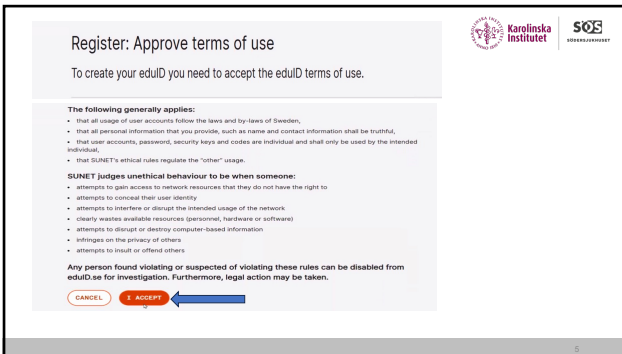 Register: Approve terms of use
To create your eduID you need to accept the eduID terms of use.
Karolinska
Institutet
SÖS
SÖDERSJUKHUSET
The following generally applies:
• that all usage of user accounts follow the laws and by-laws of Sweden,
• that all personal information that you provide, such as name and contact information shall be truthful,
• that user accounts, password, security keys and codes are individual and shall only be used by the intended
individual,
• that SUNET's ethical rules regulate the "other" usage.
SUNET judges unethical behaviour to be when someone:
• attempts to gain access to network resources that they do not have the right to
• attempts to conceal their user identity
• attempts to interfere or disrupt the intended usage of the network
• clearly wastes available resources (personnel, hardware or software)
• attempts to disrupt or destroy computer-based information
• infringes on the privacy of others
• attempts to insult or offend others
Any person found violating or suspected of violating these rules can be disabled from
eduID.se for investigation. Furthermore, legal action may be taken.
CANCEL
I ACCEPT
5